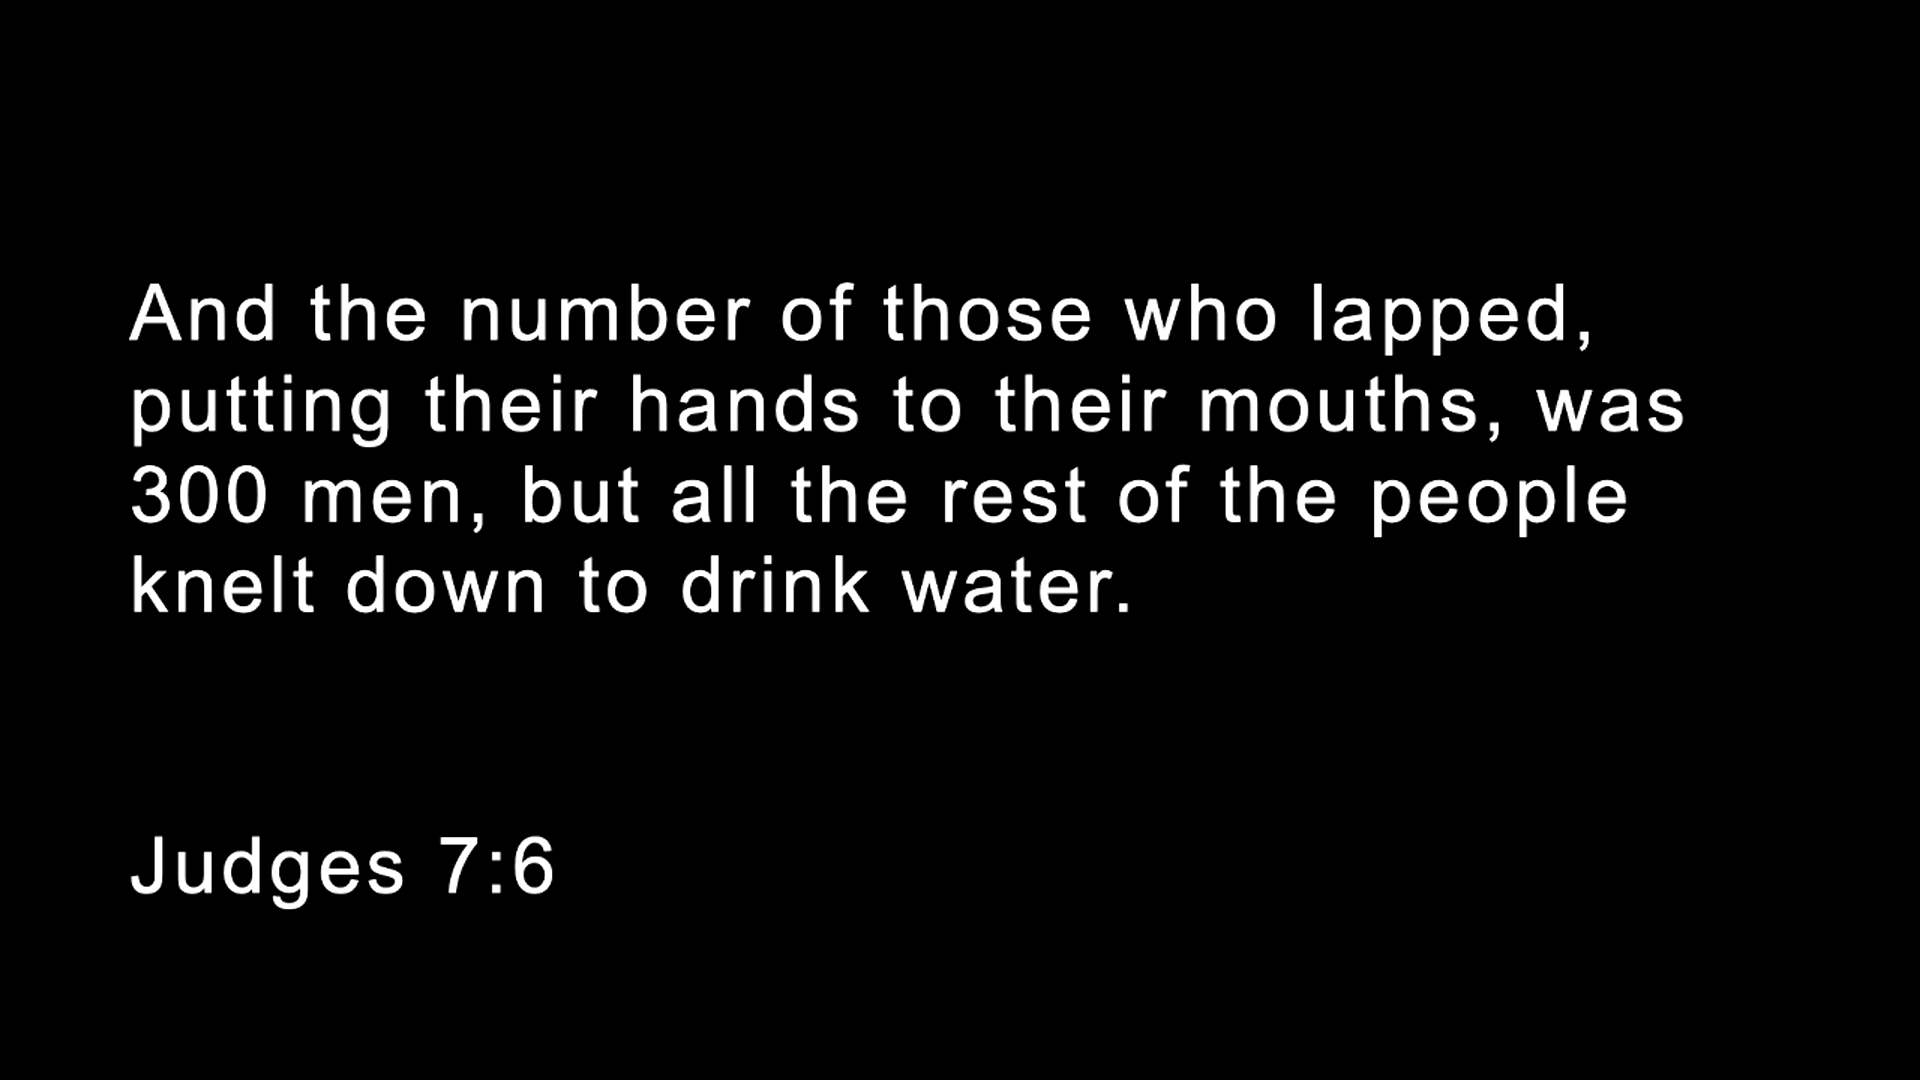 And the number of those who lapped,
putting their hands to their mouths, was
300 men, but all the rest of the people
knelt down to drink water.
Judges 7:6